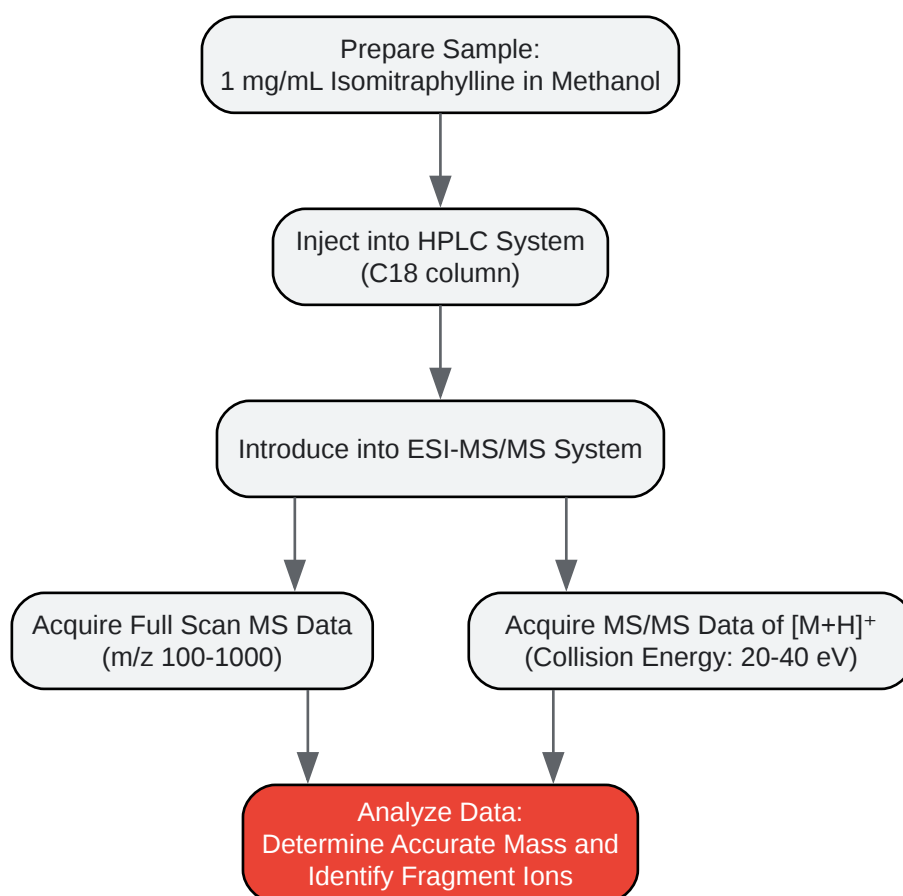 Prepare Sample:
1 mg/mL Isomitraphylline in Methanol
Inject into HPLC System
(C18 column)
Introduce into ESI-MS/MS System
Acquire Full Scan MS Data
(m/z 100-1000)
Acquire MS/MS Data of [M+H]⁺
(Collision Energy: 20-40 eV)
Analyze Data:
Determine Accurate Mass and
Identify Fragment Ions